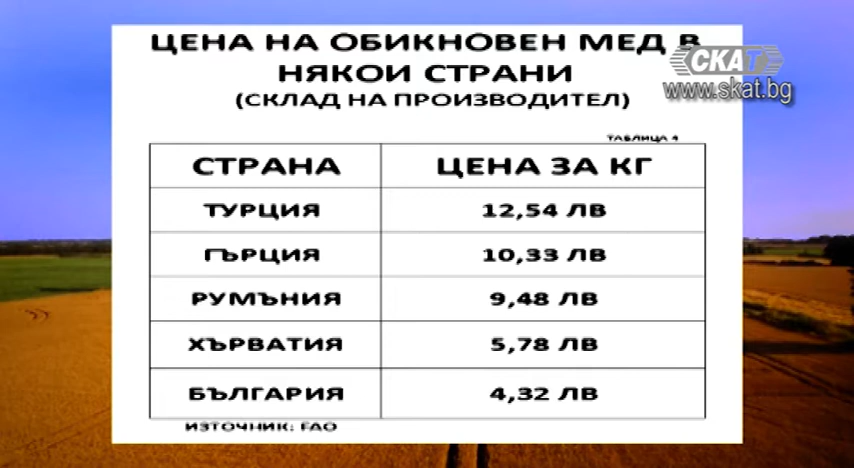 ЦЕНА НА ОБИКНОВЕН МЕД В
НЯКОИ СТРАНИ
(СКЛАД НА ПРОИЗВОДИТЕЛ)
СКАТ
www.skat.bg
ТАБЛИЦА 4
СТРАНА ЦЕНА ЗА КГ
ТУРЦИЯ 12,54 ЛВ
ГЪРЦИЯ 10,33 ЛВ
РУМЪНИЯ 9,48 ЛВ
ХЪРВАТИЯ 5,78 ЛВ
БЪЛГАРИЯ 4,32 ЛВ
ИЗТОЧНИК: FАО